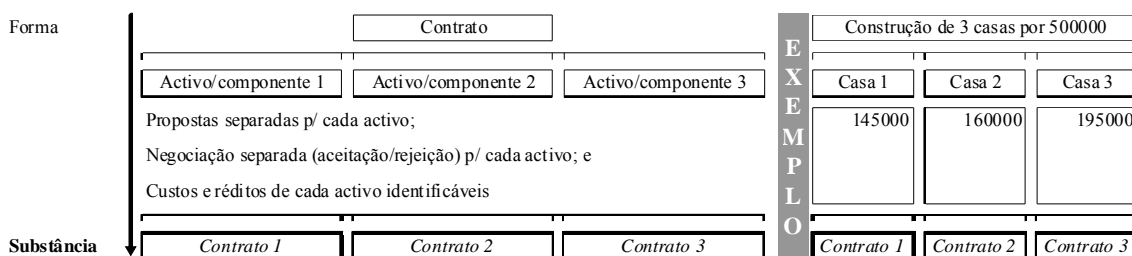 Forma
Contrato
Activo/componente 1 Activo/componente 2 Activo/componente 3
Propostas separadas p/ cada activo;
Negociação separada (aceitação/rejeição) p/ cada activo; e
Custos e réditos de cada activo identificáveis
Substância Contrato 1 Contrato 2 Contrato 3
EXEMPLO
Construção de 3 casas por 500000
Casa 1 Casa 2 Casa 3
145000 160000 195000
Contrato 1 Contrato 2 Contrato 3